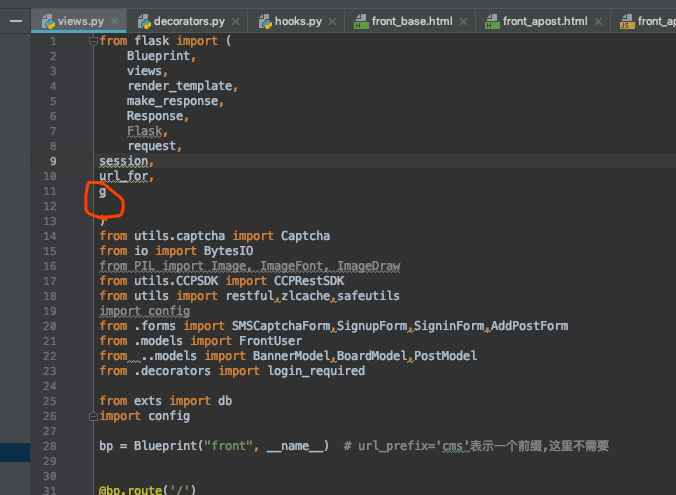 views.py decorators.py hooks.py front_base.html front_apost.html front_ap
1 from flask import (
2 Blueprint,
3 views,
4 render_template,
5 make_response,
6 Response,
7 Flask,
8 request,
9 session,
10 url_for,
11 g
12
13 )
14 from utils.captcha import Captcha
15 from io import BytesIO
16 from PIL import Image, ImageFont, ImageDraw
17 from utils.CCPSDK import CCPRestSDK
18 from utils import restful,zlcache,safeutils
19 import config
20 from .forms import SMSCaptchaForm,SignupForm,SigninForm,AddPostForm
21 from .models import FrontUser
22 from ..models import BannerModel,BoardModel,PostModel
23 from .decorators import login_required
24
25 from exts import db
26 import config
27
28 bp = Blueprint("front", __name__) # url_prefix='cms'表示一个前缀,这里不需要
29
30
31 @bp.route('/')